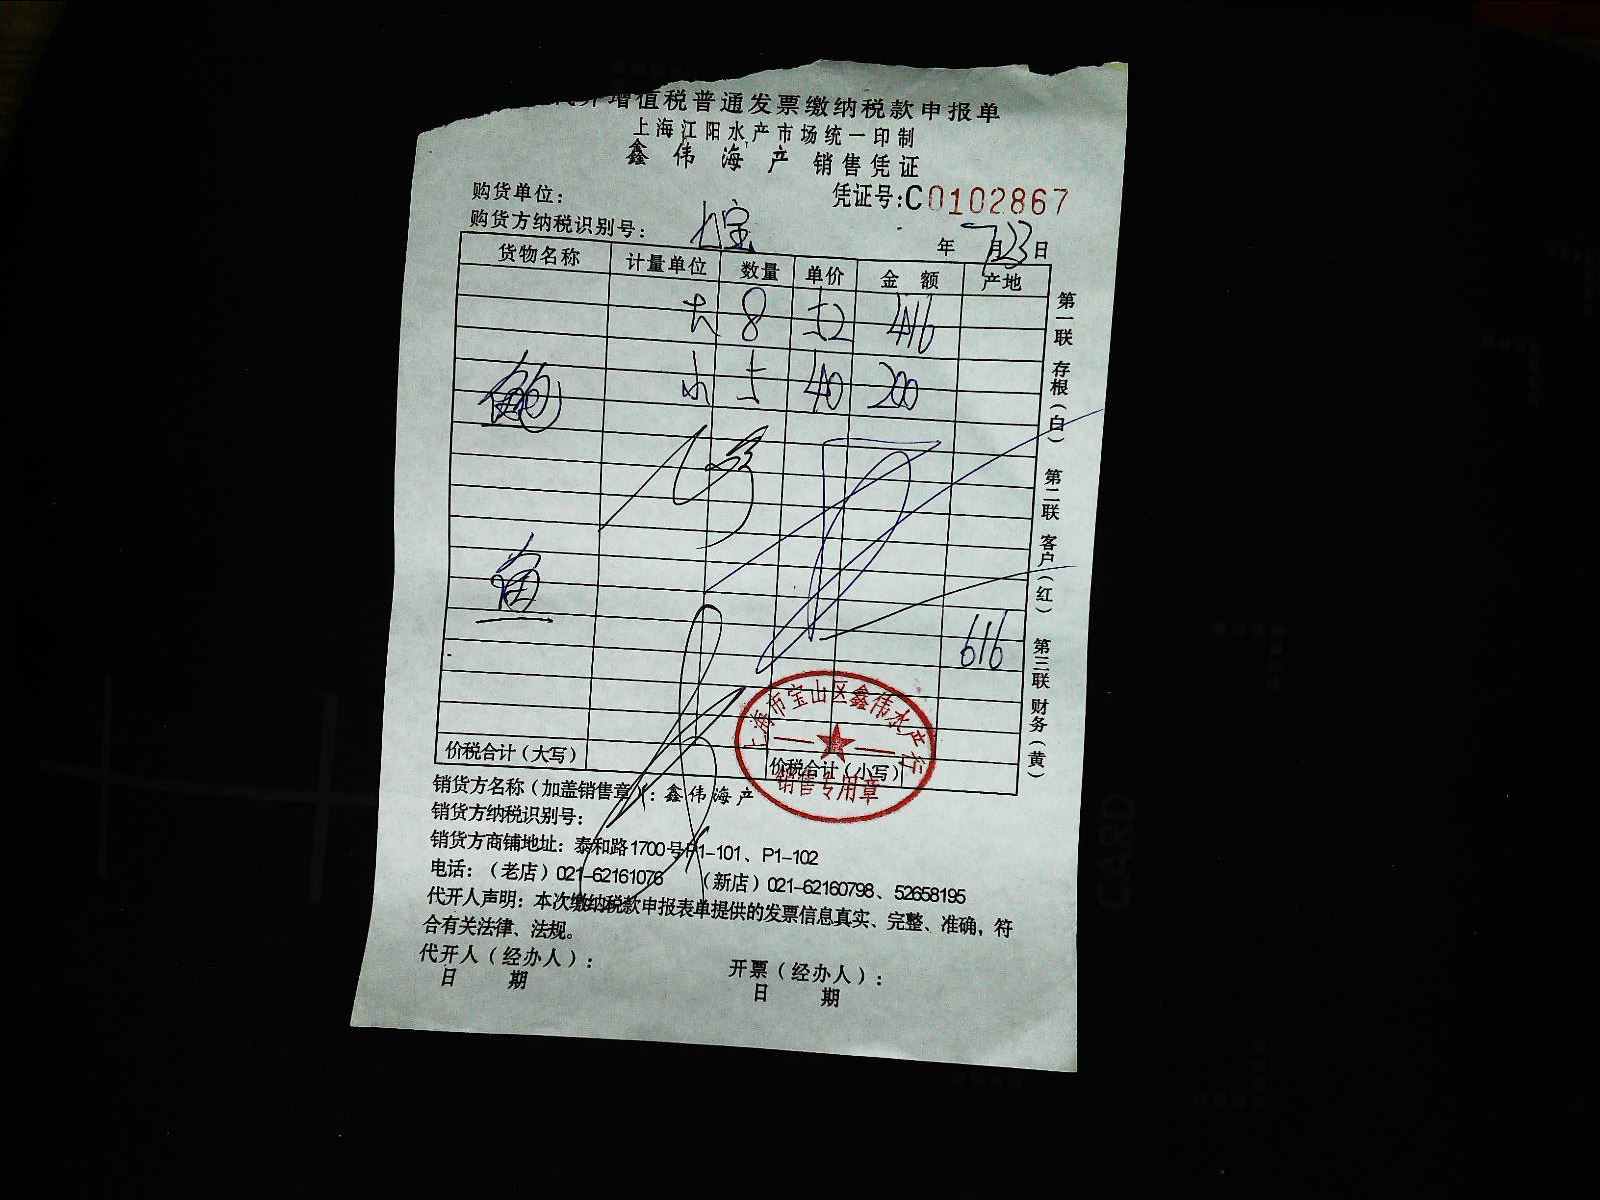 代开增值税普通发票缴纳税款申报单
上海江阳水产市场统一印制
鑫伟海产 销售凭证
购货单位：
凭证号：C0102867
购货方纳税识别号：
七宝
年7月23日
货物名称 计量单位 数量 单价 金额 产地
大 8 52 416
鲍 小 5 40 200
鱼
616
价税合计（大写） 价税合计（小写）
上海市宝山区鑫伟水产行
销售专用章
销货方名称（加盖销售章）：鑫伟海产
销货方纳税识别号：
销货方商铺地址：泰和路1700号P1-101、P1-102
电话：（老店）021-62161076 （新店）021-62160798、52658195
代开人声明：本次缴纳税款申报表单提供的发票信息真实、完整、准确，符
合有关法律、法规。
代开人（经办人）： 开票（经办人）：
日期 日期
第一联 存根（白） 第二联 客户（红） 第三联 财务（黄）
CARD